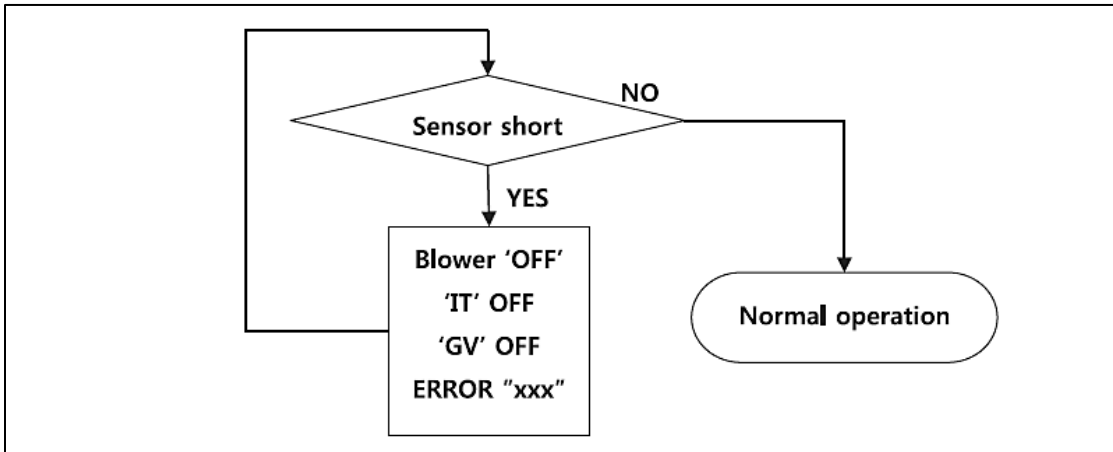 NO
Sensor short
YES
Blower ‘OFF’
‘IT’ OFF
‘GV’ OFF
ERROR ”xxx”
Normal operation